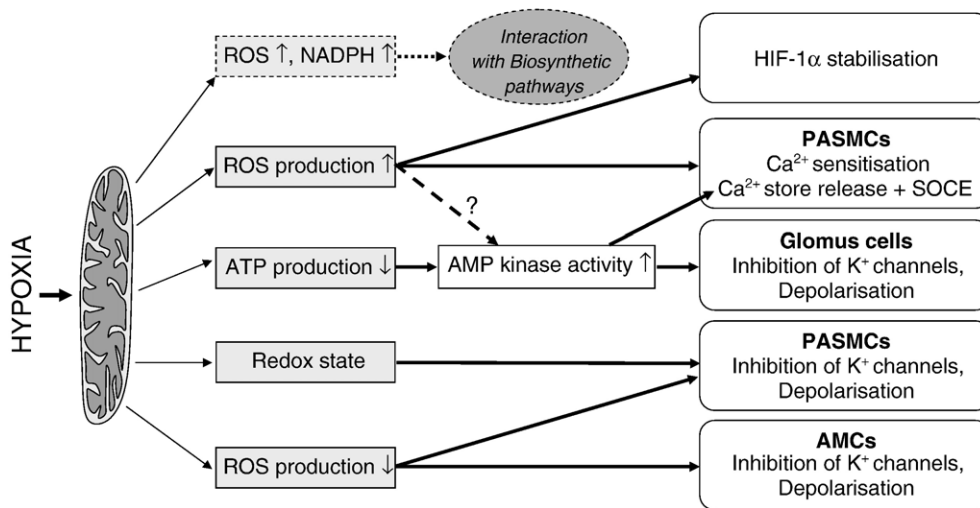 HYPOXIA
ROS ↑, NADPH ↑
Interaction
with Biosynthetic
pathways
HIF-1α stabilisation
ROS production ↑
PASMCs
Ca²⁺ sensitisation
Ca²⁺ store release + SOCE
?
ATP production ↓
AMP kinase activity ↑
Glomus cells
Inhibition of K⁺ channels,
Depolarisation
Redox state
PASMCs
Inhibition of K⁺ channels,
Depolarisation
ROS production ↓
AMCs
Inhibition of K⁺ channels,
Depolarisation